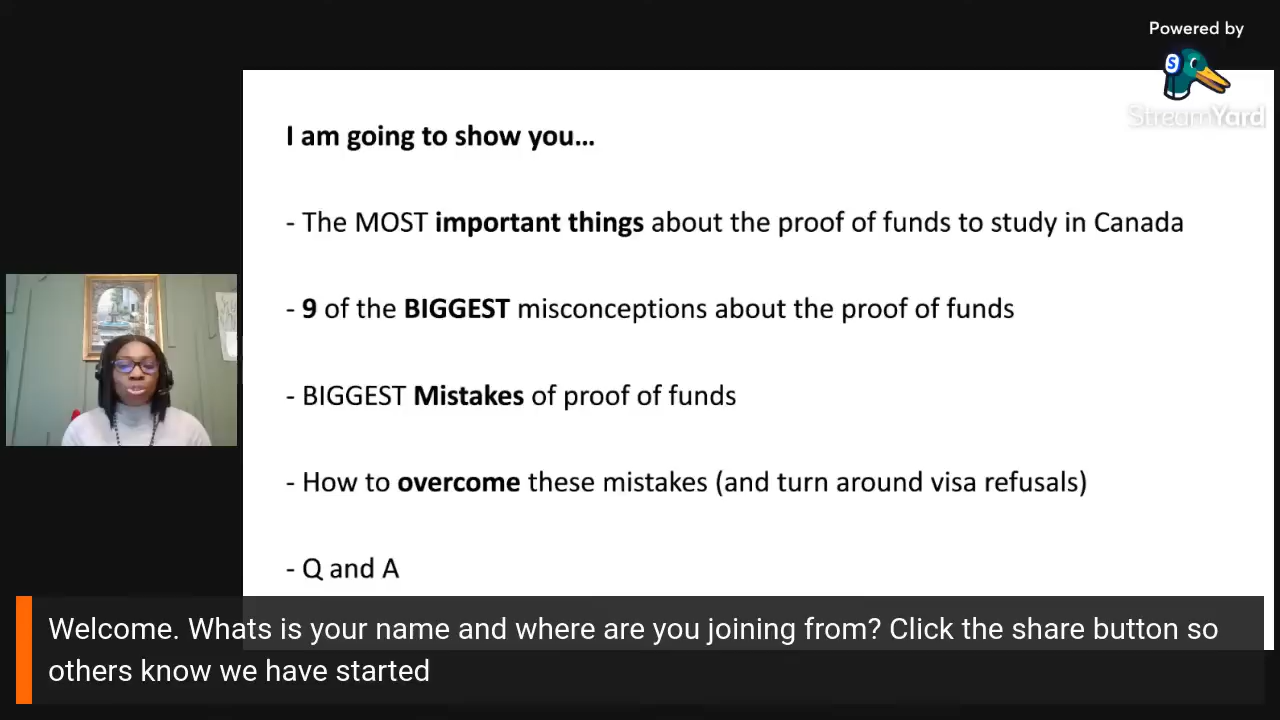 Powered by
S
StreamYard
I am going to show you...
- The MOST important things about the proof of funds to study in Canada
- 9 of the BIGGEST misconceptions about the proof of funds
- BIGGEST Mistakes of proof of funds
- How to overcome these mistakes (and turn around visa refusals)
- Q and A
Welcome. Whats is your name and where are you joining from? Click the share button so
others know we have started